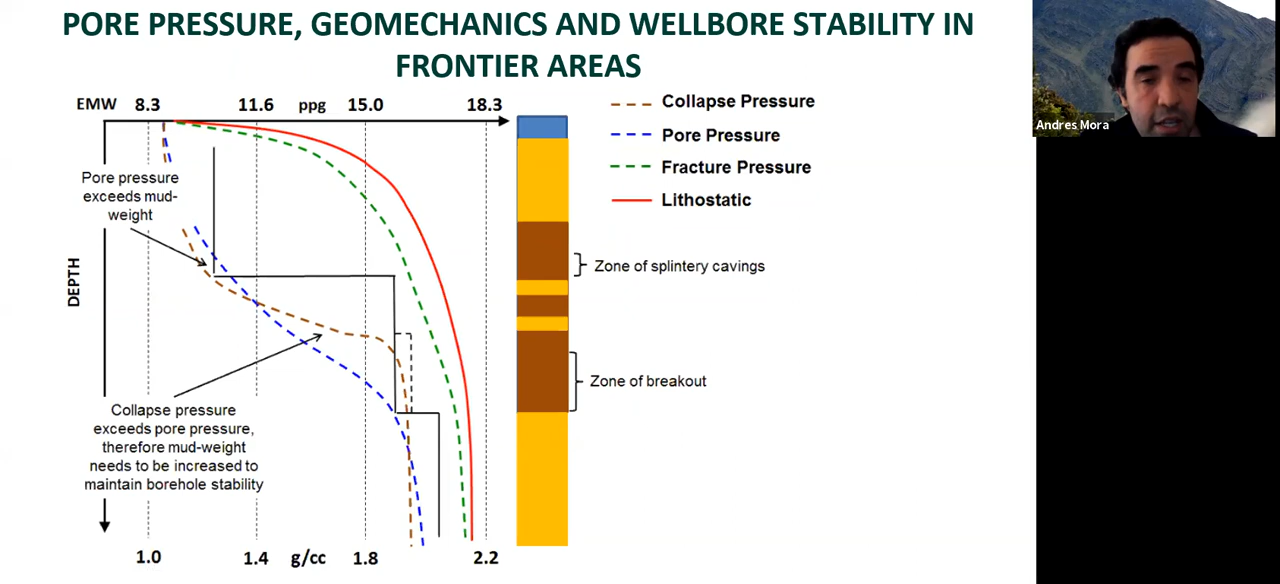 PORE PRESSURE, GEOMECHANICS AND WELLBORE STABILITY IN
FRONTIER AREAS
EMW 8.3 11.6 ppg 15.0 18.3
Collapse Pressure
Pore Pressure
Fracture Pressure
Lithostatic
Pore pressure
exceeds mud-
weight
DEPTH
Zone of splintery cavings
Zone of breakout
Collapse pressure
exceeds pore pressure,
therefore mud-weight
needs to be increased to
maintain borehole stability
1.0 1.4 g/cc 1.8 2.2
Andres Mora